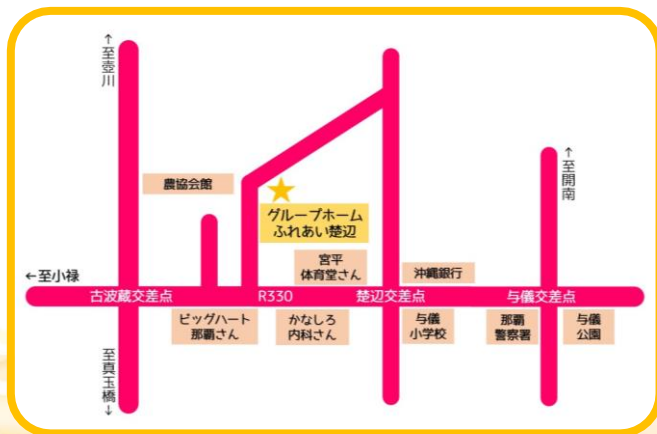 ↑至壺川
↑至開南
農協会館
グループホーム
ふれあい楚辺
宮平
体育堂さん
沖縄銀行
←至小禄
古波蔵交差点
R330
楚辺交差点
与儀交差点
ビッグハート
那覇さん
かなしろ
内科さん
与儀
小学校
那覇
警察署
与儀
公園
至真玉橋↓